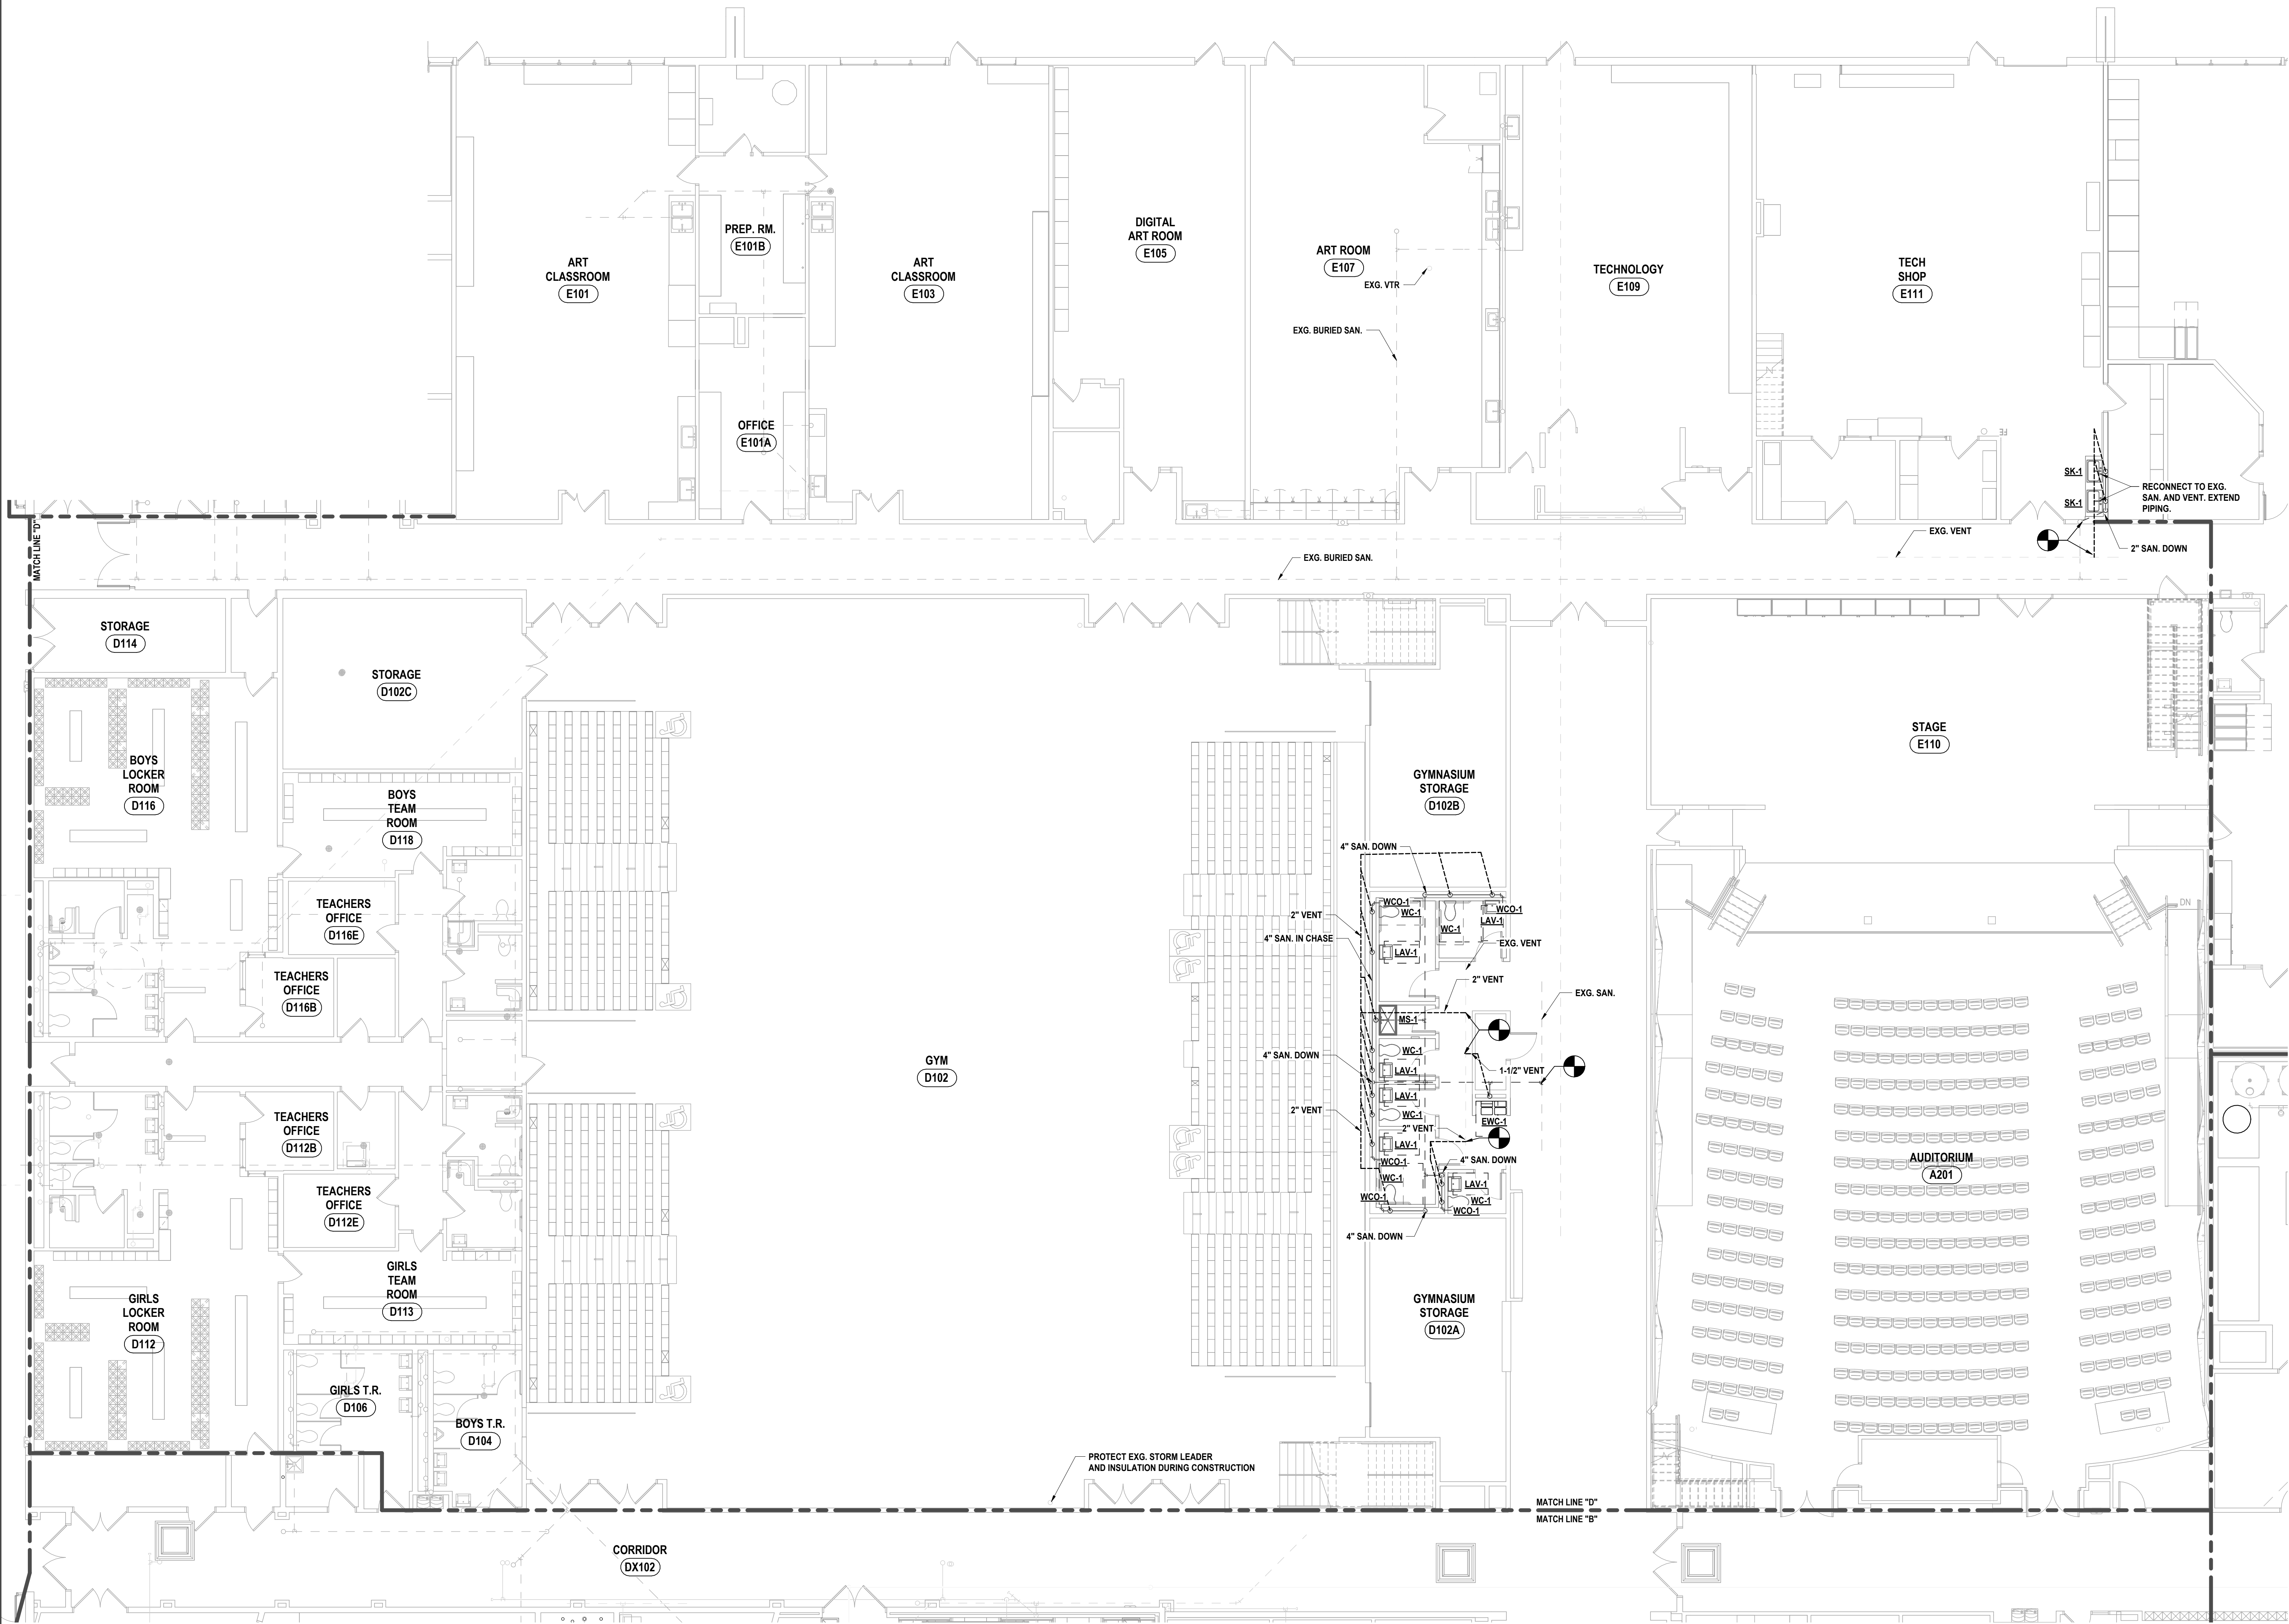 ART
CLASSROOM
E101
PREP. RM.
E101B
OFFICE
E101A
ART
CLASSROOM
E103
DIGITAL
ART ROOM
E105
ART ROOM
E107
EXG. VTR
EXG. BURIED SAN.
TECHNOLOGY
E109
TECH
SHOP
E111
SK-1
SK-1
RECONNECT TO EXG.
SAN. AND VENT. EXTEND
PIPING.
2" SAN. DOWN
EXG. VENT
EXG. BURIED SAN.
MATCH LINE "D"
STORAGE
D114
STORAGE
D102C
BOYS
LOCKER
ROOM
D116
BOYS
TEAM
ROOM
D118
TEACHERS
OFFICE
D116E
TEACHERS
OFFICE
D116B
TEACHERS
OFFICE
D112B
TEACHERS
OFFICE
D112E
GIRLS
TEAM
ROOM
D113
GIRLS
LOCKER
ROOM
D112
GIRLS T.R.
D106
BOYS T.R.
D104
GYM
D102
GYMNASIUM
STORAGE
D102B
4" SAN. DOWN
WCO-1
WC-1
WCO-1
LAV-1
WC-1
2" VENT
4" SAN. IN CHASE
LAV-1
EXG. VENT
2" VENT
EXG. SAN.
MS-1
WC-1
4" SAN. DOWN
LAV-1
1-1/2" VENT
LAV-1
WC-1
2" VENT
EWC-1
2" VENT
LAV-1
WCO-1
4" SAN. DOWN
WC-1
LAV-1
WCO-1
WC-1
WCO-1
4" SAN. DOWN
GYMNASIUM
STORAGE
D102A
STAGE
E110
DN
AUDITORIUM
A201
PROTECT EXG. STORM LEADER
AND INSULATION DURING CONSTRUCTION
MATCH LINE "D"
MATCH LINE "B"
CORRIDOR
DX102